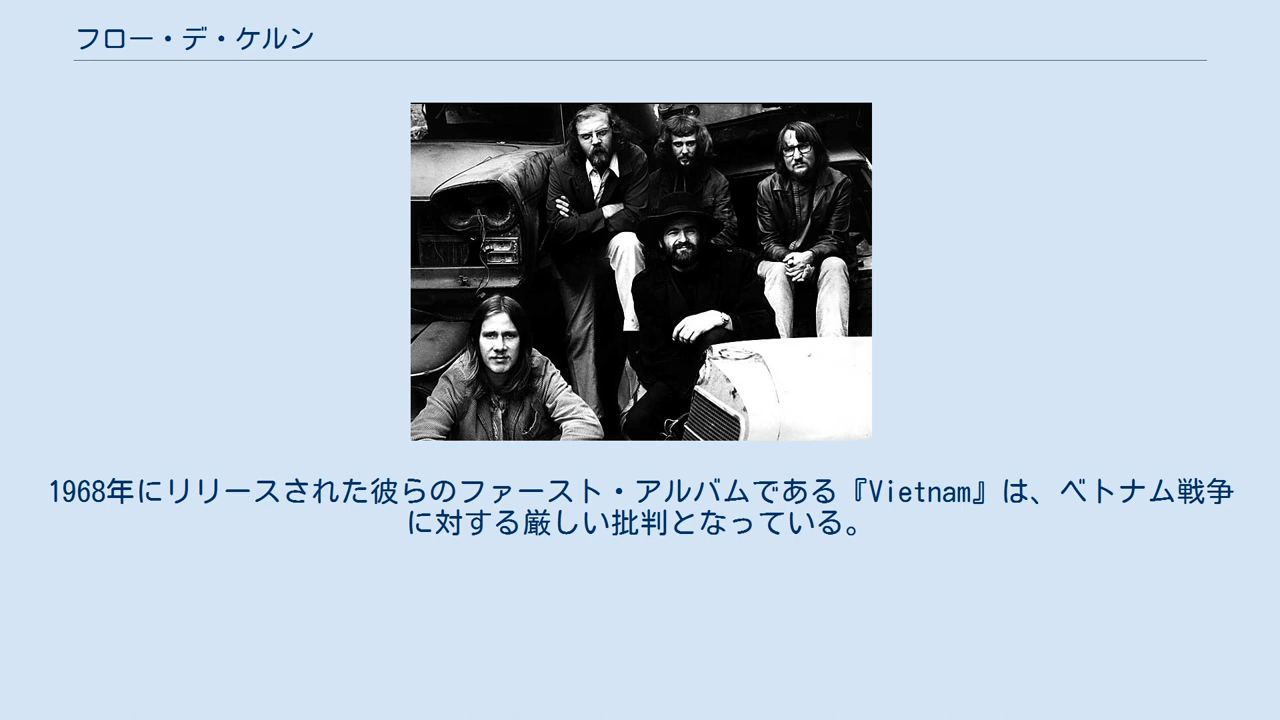 フロー・デ・ケルン
1968年にリリースされた彼らのファースト・アルバムである『Vietnam』は、ベトナム戦争
に対する厳しい批判となっている。